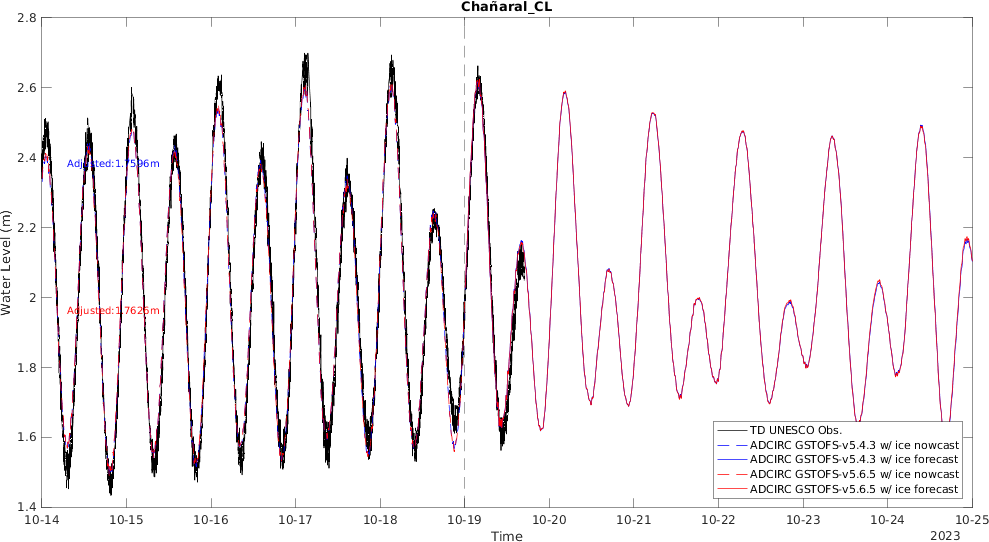 Chañaral_CL
Water Level (m)
2.8
2.6
2.4
2.2
2
1.8
1.6
1.4
Adjusted:1.7596m
Adjusted:1.7625m
TD UNESCO Obs.
ADCIRC GSTOFS-v5.4.3 w/ ice nowcast
ADCIRC GSTOFS-v5.4.3 w/ ice forecast
ADCIRC GSTOFS-v5.6.5 w/ ice nowcast
ADCIRC GSTOFS-v5.6.5 w/ ice forecast
10-14 10-15 10-16 10-17 10-18 10-19 10-20 10-21 10-22 10-23 10-24 10-25
Time
2023